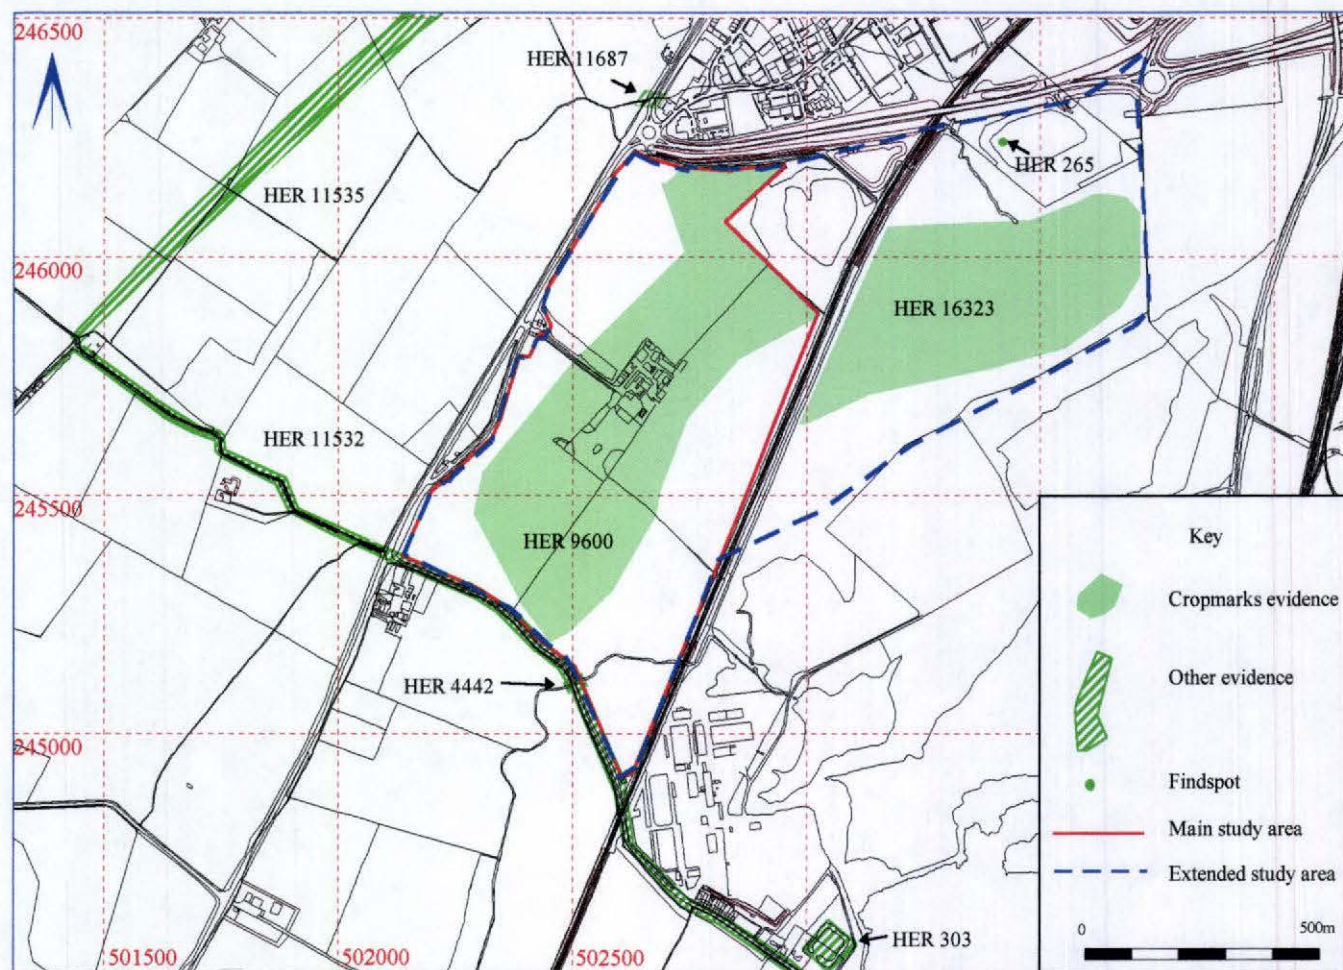 246500
HER 11687
HER 265
HER 11535
246000
HER 16323
HER 11532
245500
HER 9600
HER 4442
245000
HER 303
501500
502000
502500
Key
Cropmarks evidence
Other evidence
Findspot
Main study area
Extended study area
0
500m